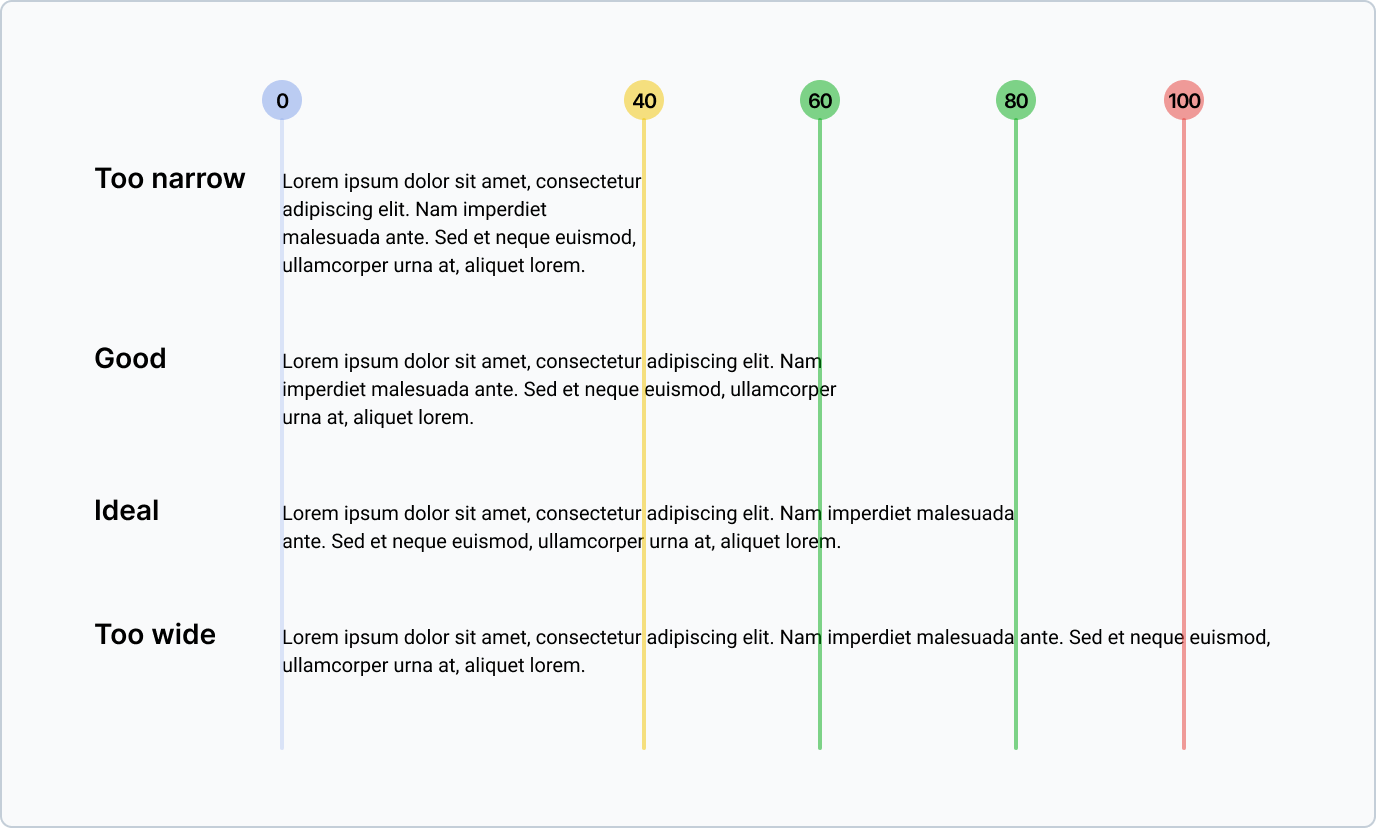 0 40 60 80 100
Too narrow
Lorem ipsum dolor sit amet, consectetur
adipiscing elit. Nam imperdiet
malesuada ante. Sed et neque euismod,
ullamcorper urna at, aliquet lorem.
Good
Lorem ipsum dolor sit amet, consectetur adipiscing elit. Nam
imperdiet malesuada ante. Sed et neque euismod, ullamcorper
urna at, aliquet lorem.
Ideal
Lorem ipsum dolor sit amet, consectetur adipiscing elit. Nam imperdiet malesuada
ante. Sed et neque euismod, ullamcorper urna at, aliquet lorem.
Too wide
Lorem ipsum dolor sit amet, consectetur adipiscing elit. Nam imperdiet malesuada ante. Sed et neque euismod,
ullamcorper urna at, aliquet lorem.